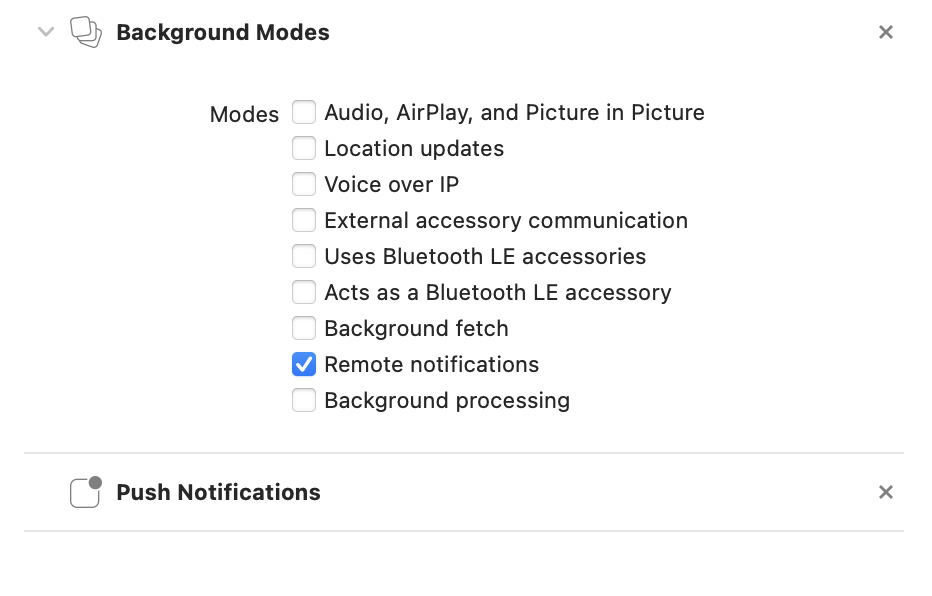 Background Modes
Modes
Audio, AirPlay, and Picture in Picture
Location updates
Voice over IP
External accessory communication
Uses Bluetooth LE accessories
Acts as a Bluetooth LE accessory
Background fetch
Remote notifications
Background processing
Push Notifications